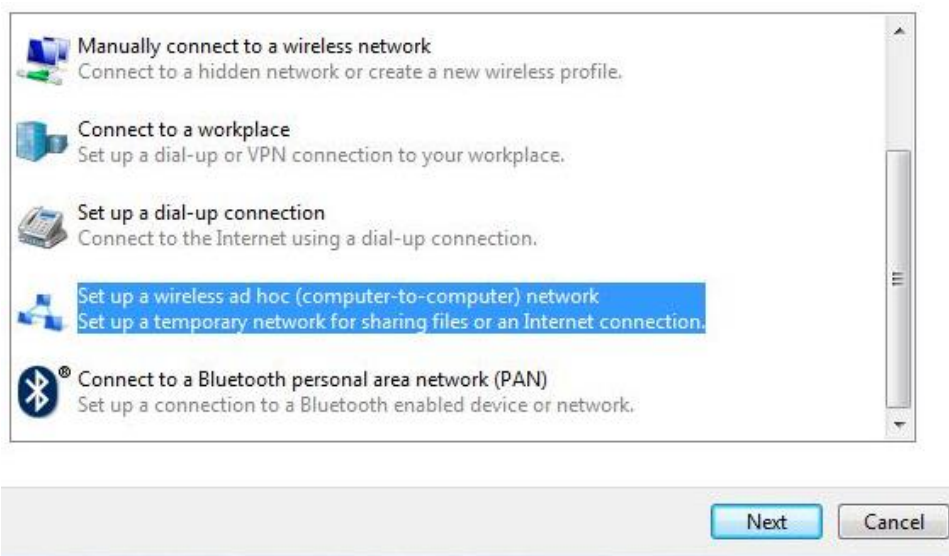 Manually connect to a wireless network
Connect to a hidden network or create a new wireless profile.
Connect to a workplace
Set up a dial-up or VPN connection to your workplace.
Set up a dial-up connection
Connect to the Internet using a dial-up connection.
Set up a wireless ad hoc (computer-to-computer) network
Set up a temporary network for sharing files or an Internet connection.
® Connect to a Bluetooth personal area network (PAN)
Set up a connection to a Bluetooth enabled device or network.
Next Cancel